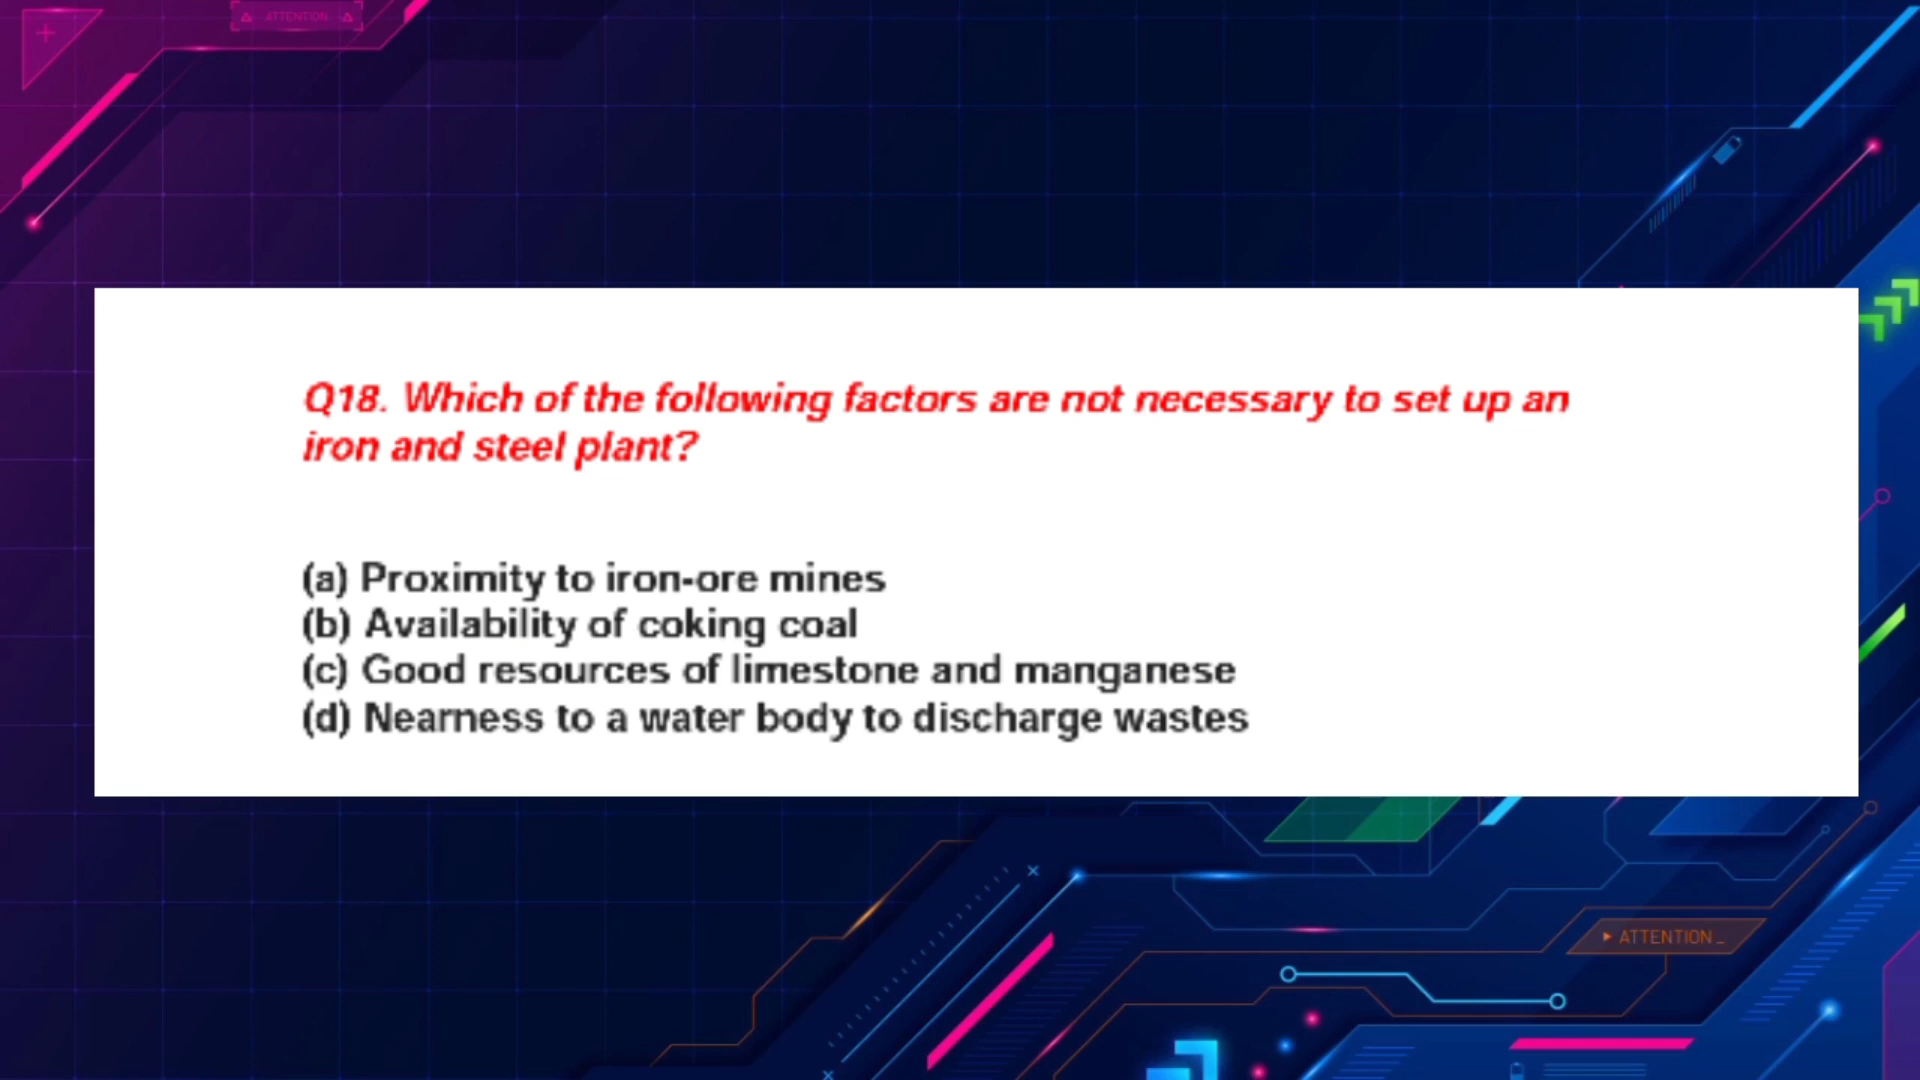 ATTENTION
Q18. Which of the following factors are not necessary to set up an
iron and steel plant?
(a) Proximity to iron-ore mines
(b) Availability of coking coal
(c) Good resources of limestone and manganese
(d) Nearness to a water body to discharge wastes
ATTENTION_